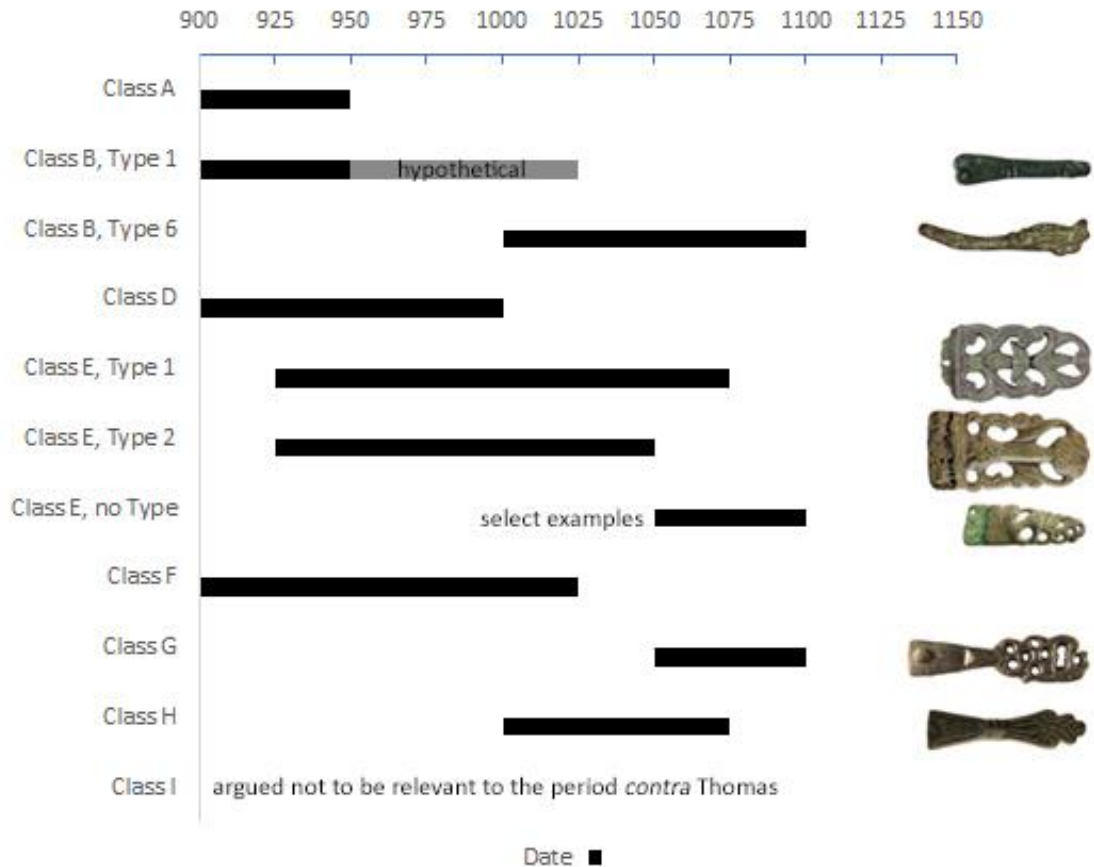 900 925 950 975 1000 1025 1050 1075 1100 1125 1150
Class A
Class B, Type 1
hypothetical
Class B, Type 6
Class D
Class E, Type 1
Class E, Type 2
Class E, no Type
select examples
Class F
Class G
Class H
Class I
argued not to be relevant to the period contra Thomas
Date